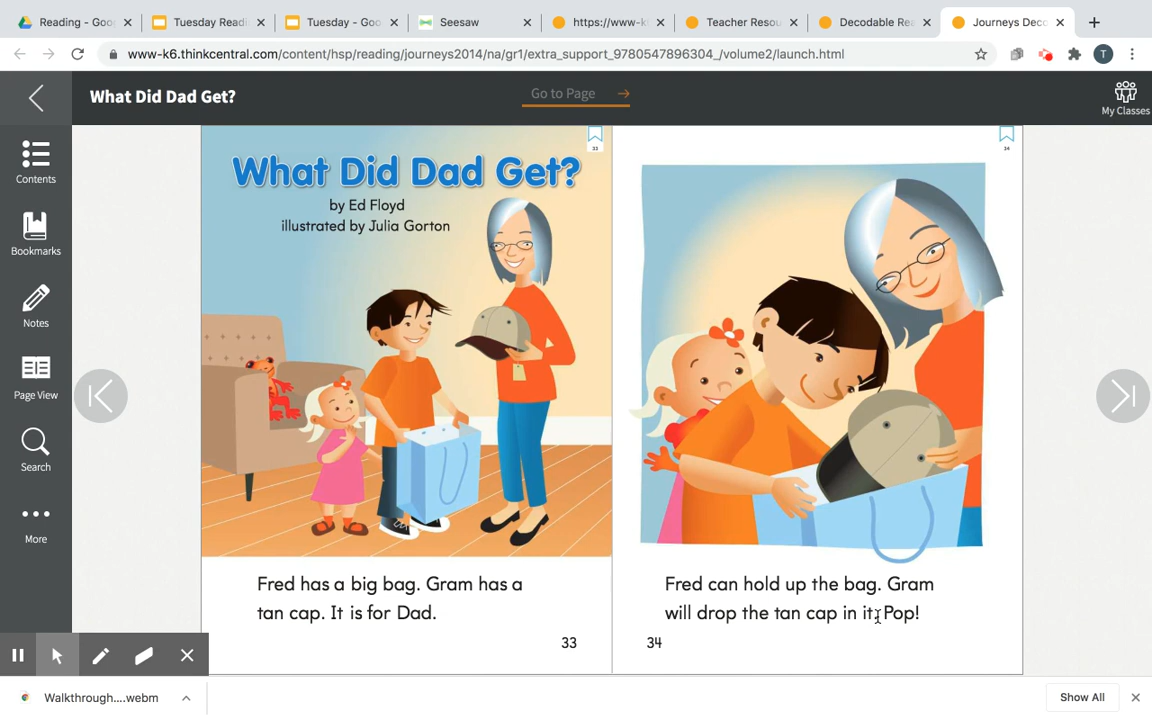 Reading - Goog
Tuesday Readi
Tuesday - Goo
Seesaw
https://www-k
Teacher Resou
Decodable Rea
Journeys Deco
www-k6.thinkcentral.com/content/hsp/reading/journeys2014/na/gr1/extra_support_9780547896304_/volume2/launch.html
T
What Did Dad Get?
Go to Page
My Classes
Contents
Bookmarks
Notes
Page View
Search
More
33
What Did Dad Get?
by Ed Floyd
illustrated by Julia Gorton
Fred has a big bag. Gram has a
tan cap. It is for Dad.
33
34
Fred can hold up the bag. Gram
will drop the tan cap in it. Pop!
34
Walkthrough....webm
Show All